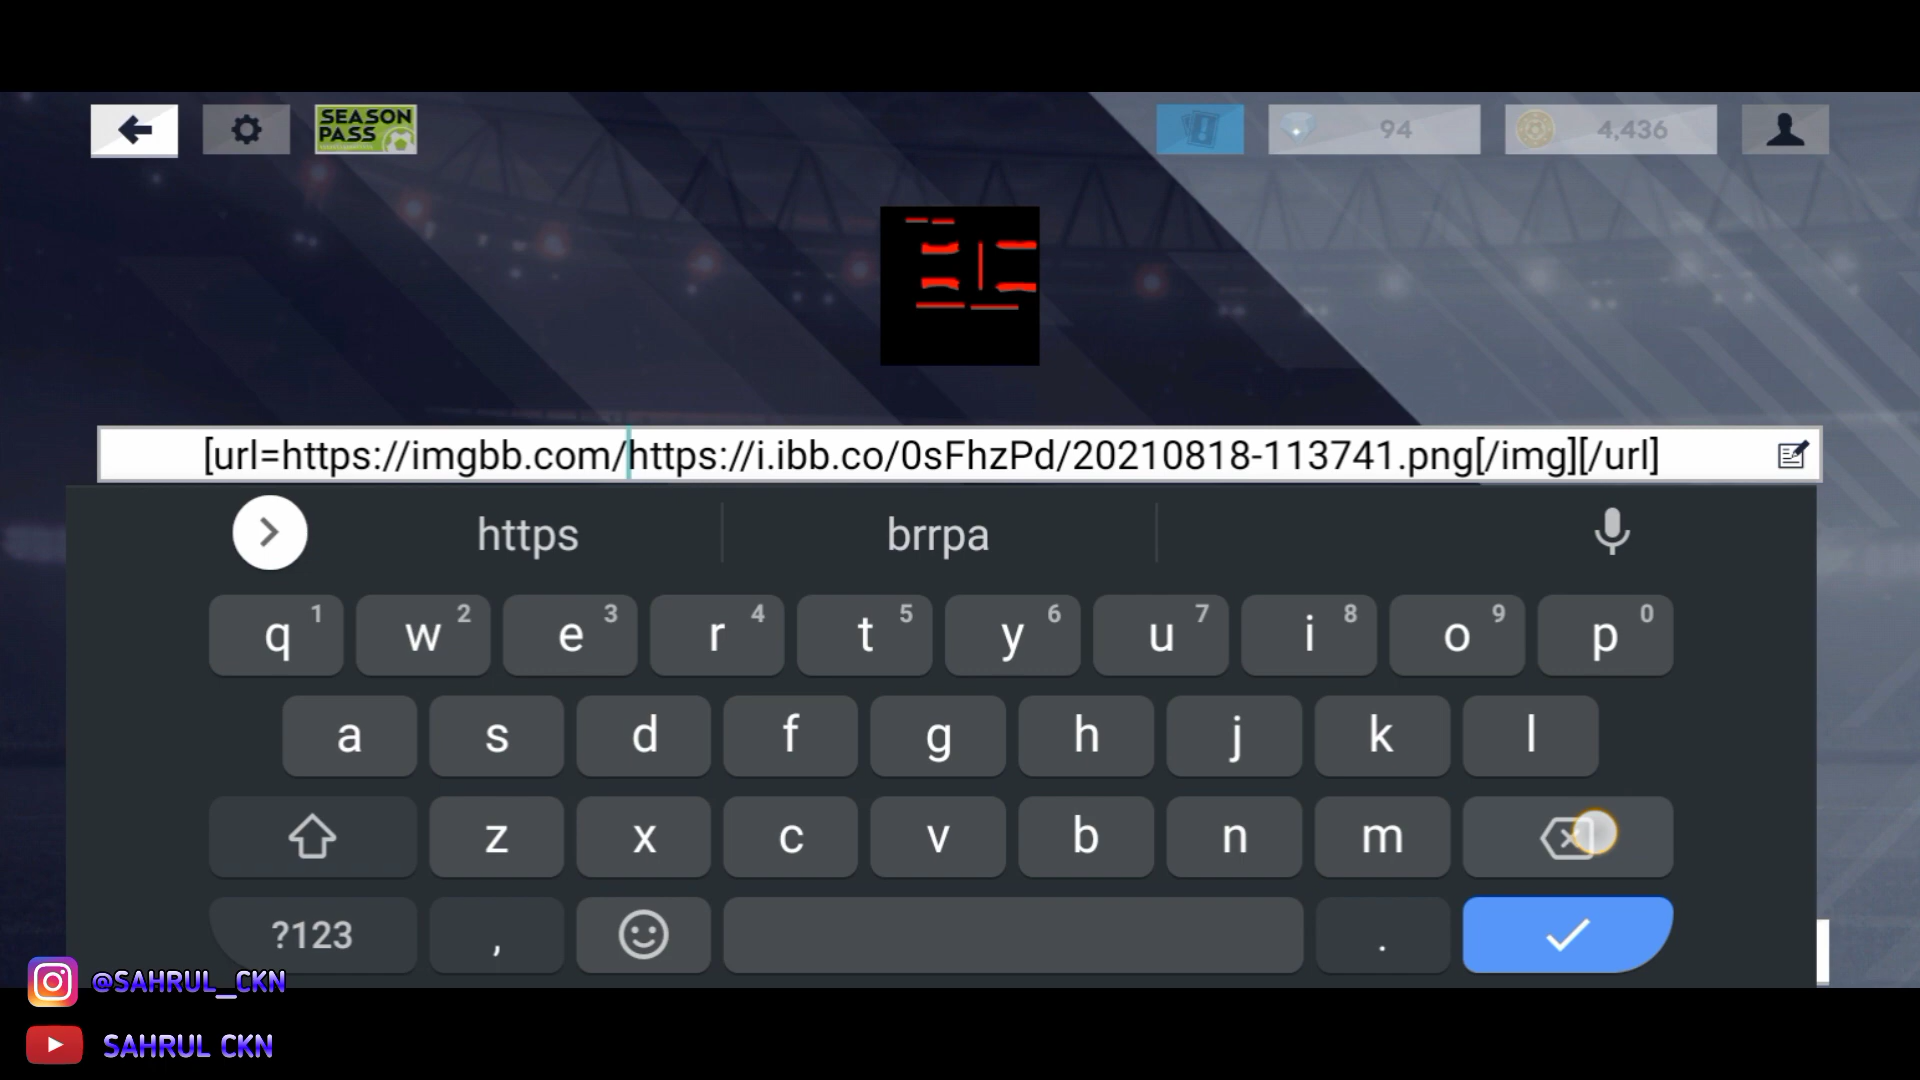 SEASON
PASS
94
4,436
[url=https://imgbb.com/https://i.ibb.co/0sFhzPd/20210818-113741.png[/img][/url]
https
brrpa
q 1 w 2 e 3 r 4 t 5 y 6 u 7 i 8 o 9 p 0
a s d f g h j k l
z x c v b n m
?123 , .
@SAHRUL_CKN
SAHRUL CKN